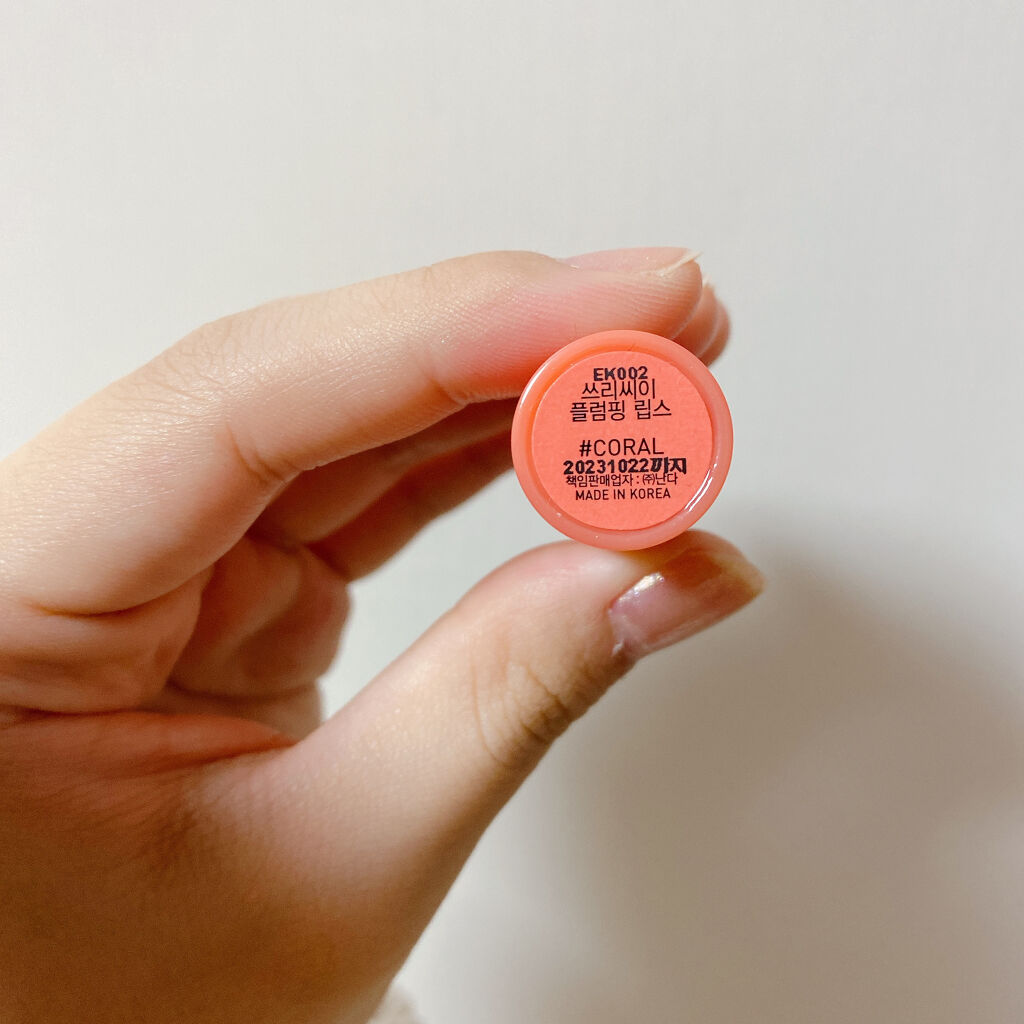 EK002
쓰리씨이
플럼핑 립스
#CORAL
20231022까지
책임판매업자 : ㈜난다
MADE IN KOREA